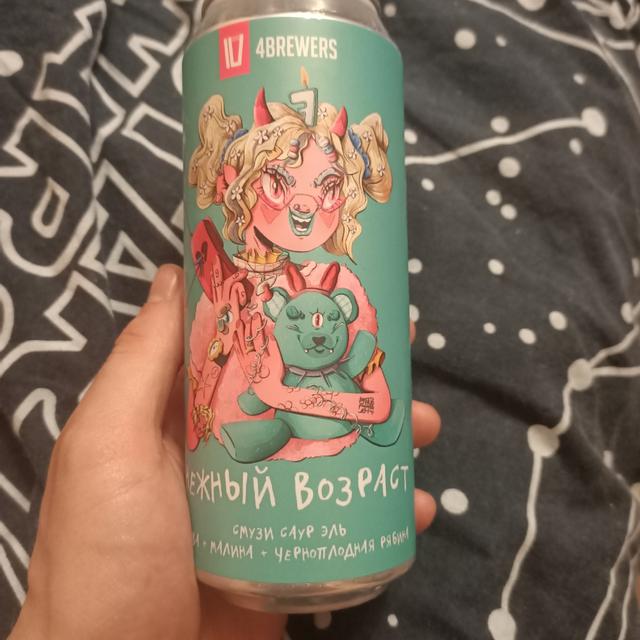 4BREWERS
ЕЖНЫЙ ВОЗРАСТ
СМУЗИ САУР ЭЛЬ
+ МАЛИНА + ЧЕРНОПЛОДНАЯ РЯБИНА